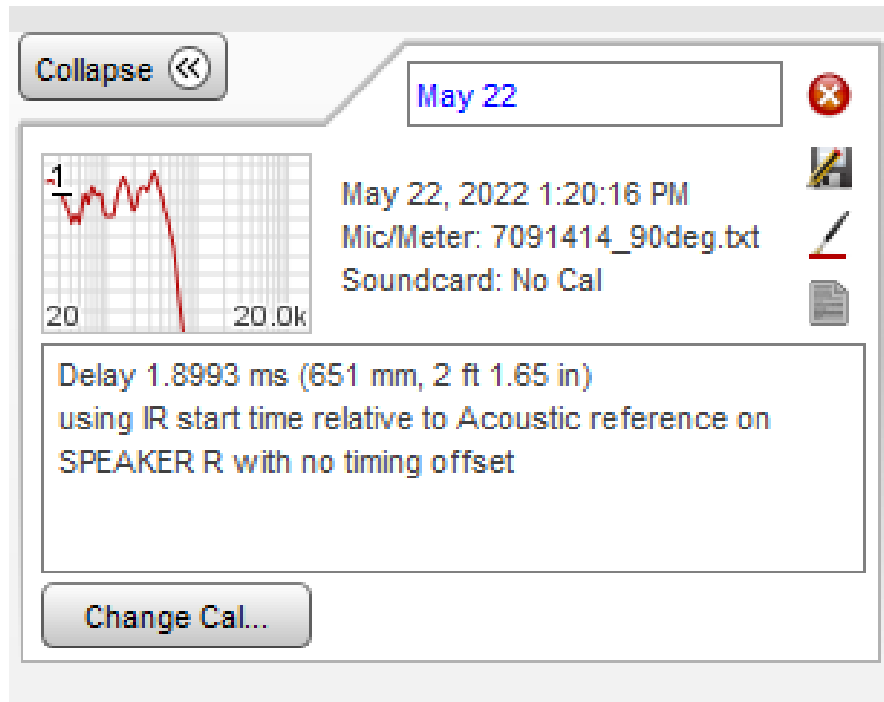 Collapse
May 22
1
20
20.0k
May 22, 2022 1:20:16 PM
Mic/Meter: 7091414_90deg.txt
Soundcard: No Cal
Delay 1.8993 ms (651 mm, 2 ft 1.65 in)
using IR start time relative to Acoustic reference on
SPEAKER R with no timing offset
Change Cal...